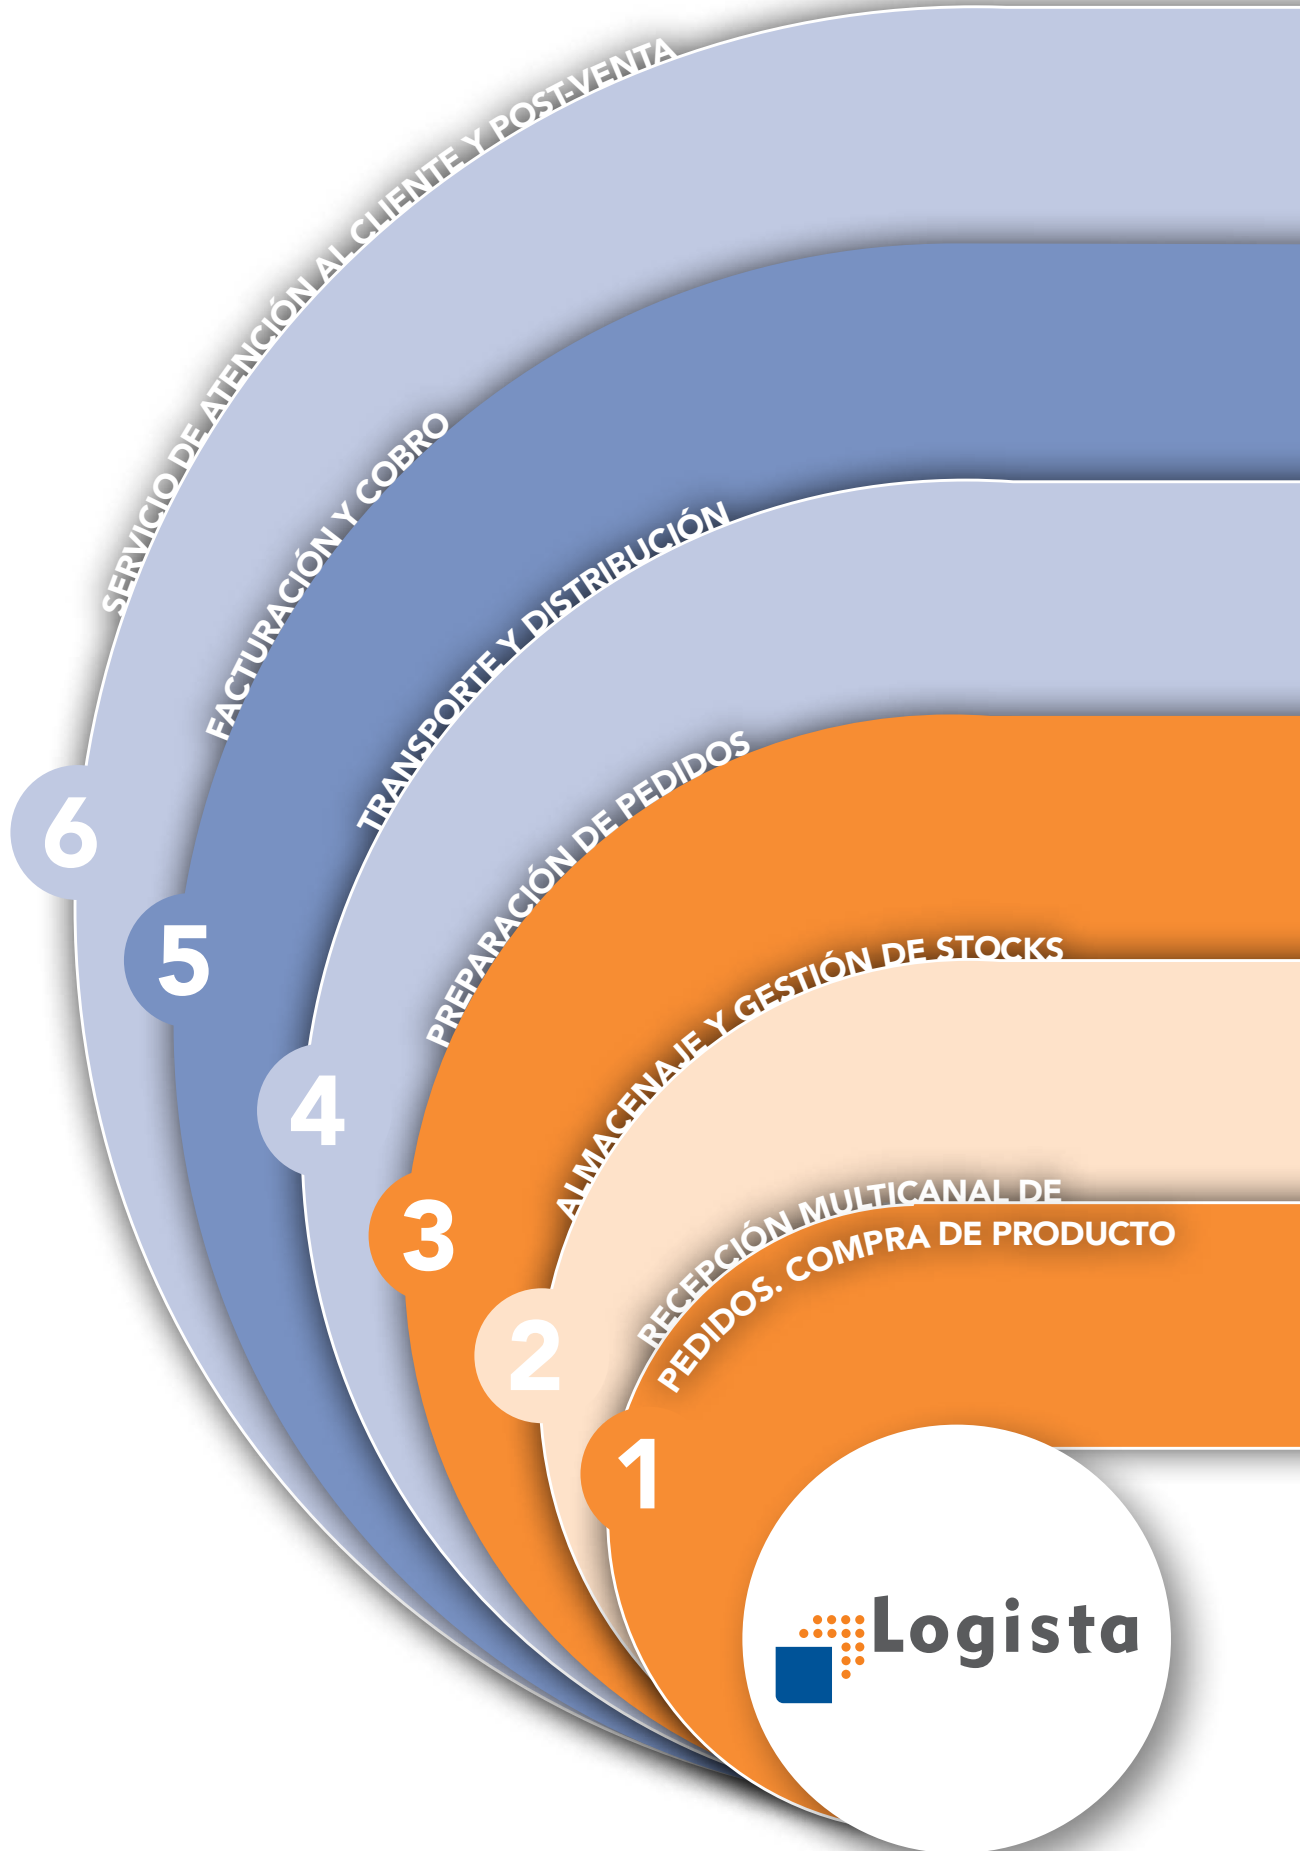 SERVICIO DE ATENCIÓN AL CLIENTE Y POST-VENTA
6
FACTURACIÓN Y COBRO
5
TRANSPORTE Y DISTRIBUCIÓN
4
PREPARACIÓN DE PEDIDOS
3
ALMACENAJE Y GESTIÓN DE STOCKS
2
RECEPCIÓN MULTICANAL DE
PEDIDOS. COMPRA DE PRODUCTO
1
Logista